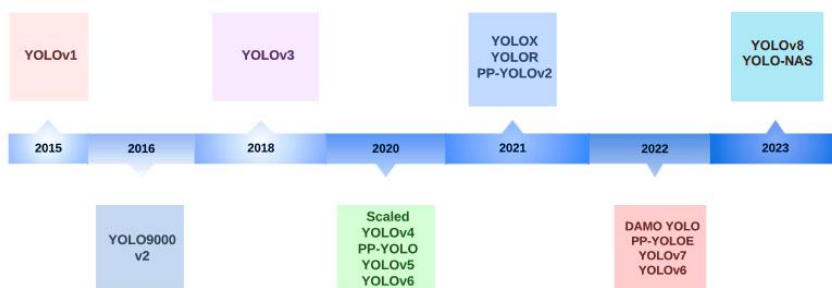 YOLOv1
YOLOv3
YOLOX
YOLOR
PP-YOLOv2
YOLOv8
YOLO-NAS
2015
2016
2018
2020
2021
2022
2023
YOLO9000
v2
Scaled
YOLOv4
PP-YOLO
YOLOv5
YOLOv6
DAMO YOLO
PP-YOLOE
YOLOv7
YOLOv6